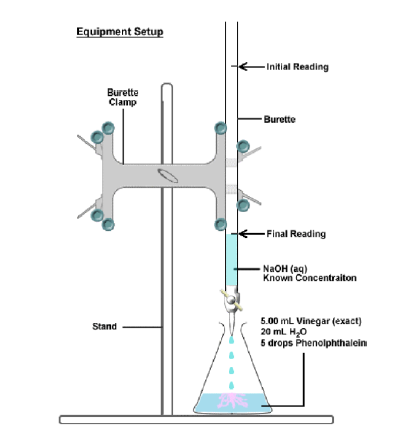 Equipment Setup
Initial Reading
Burette
Clamp
Burette
Final Reading
NaOH (aq)
Known Concentraiton
5.00 mL Vinegar (exact)
20 mL H₂O
5 drops Phenolphthalein
Stand